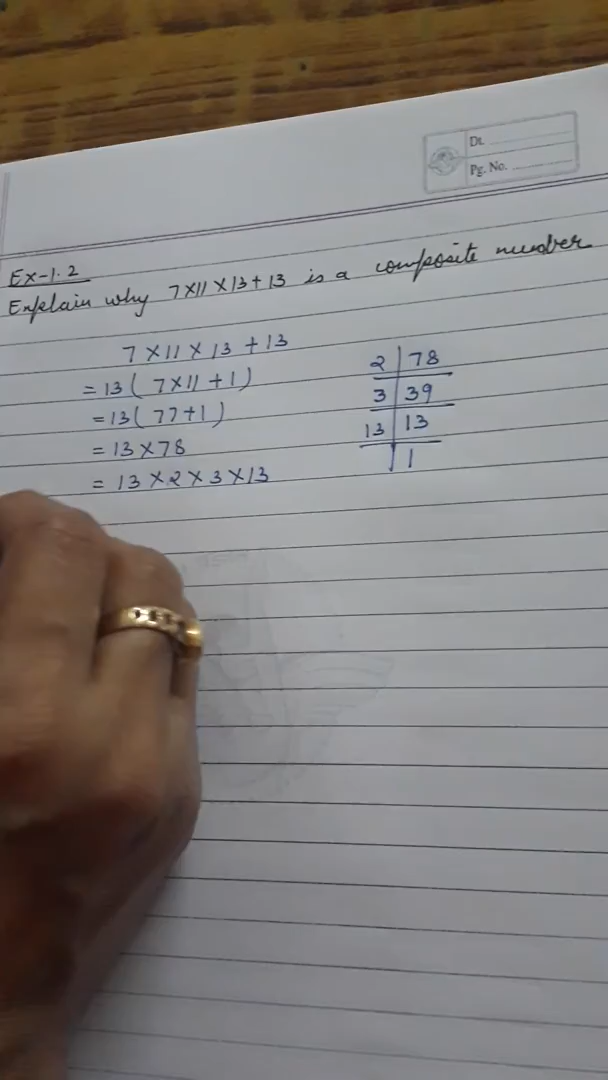 Dt.
Pg. No.
Ex-1.2
Explain why 7×11×13+13 is a composite number
7×11×13+13
=13(7×11+1)
=13(77+1)
=13×78
=13×2×3×13
2 | 78
3 | 39
13 | 13
| 1